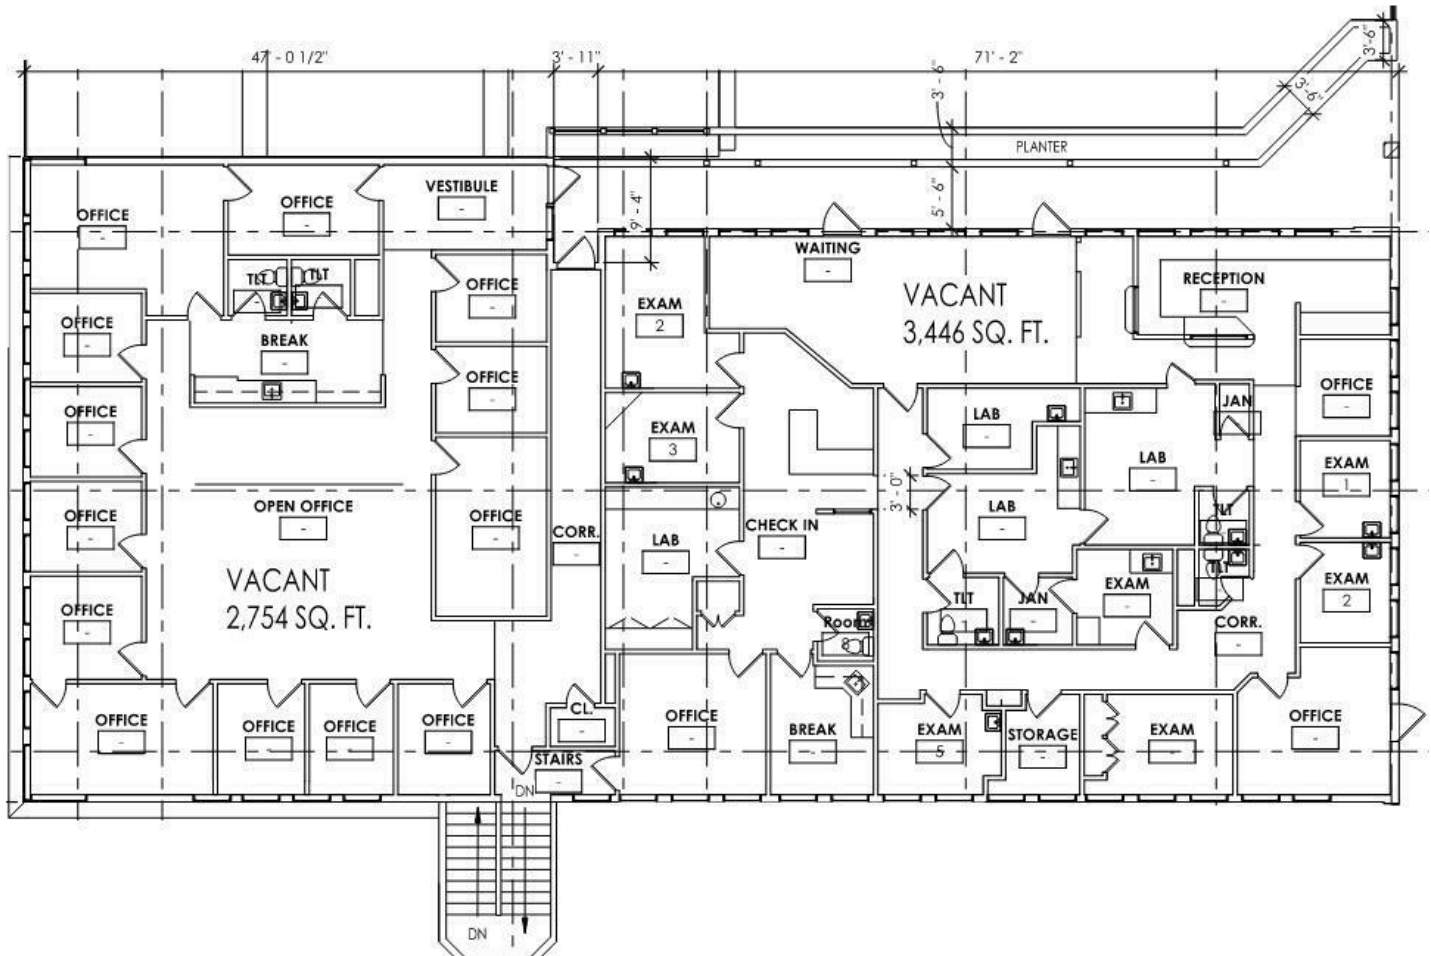 47' - 0 1/2"
3' - 11"
71' - 2"
3' - 6"
3'-6"
3'-6"
PLANTER
9' - 4"
5' - 6"
OFFICE
-
OFFICE
-
VESTIBULE
-
WAITING
-
RECEPTION
-
TLT
-
TLT
OFFICE
-
EXAM
2
VACANT
3,446 SQ. FT.
OFFICE
-
BREAK
-
OFFICE
-
OFFICE
-
JAN
-
OFFICE
-
EXAM
3
LAB
-
LAB
-
EXAM
1
OPEN OFFICE
-
OFFICE
-
OFFICE
-
CORR.
-
LAB
-
CHECK IN
-
3' - 0"
LAB
-
TLT
TLT
VACANT
2,754 SQ. FT.
OFFICE
-
TLT
1
JAN
-
EXAM
-
EXAM
2
Room
8
CORR.
-
OFFICE
-
OFFICE
-
OFFICE
-
OFFICE
-
CL.
-
OFFICE
-
BREAK
-
EXAM
5
STORAGE
-
EXAM
-
OFFICE
-
STAIRS
-
DN
DN